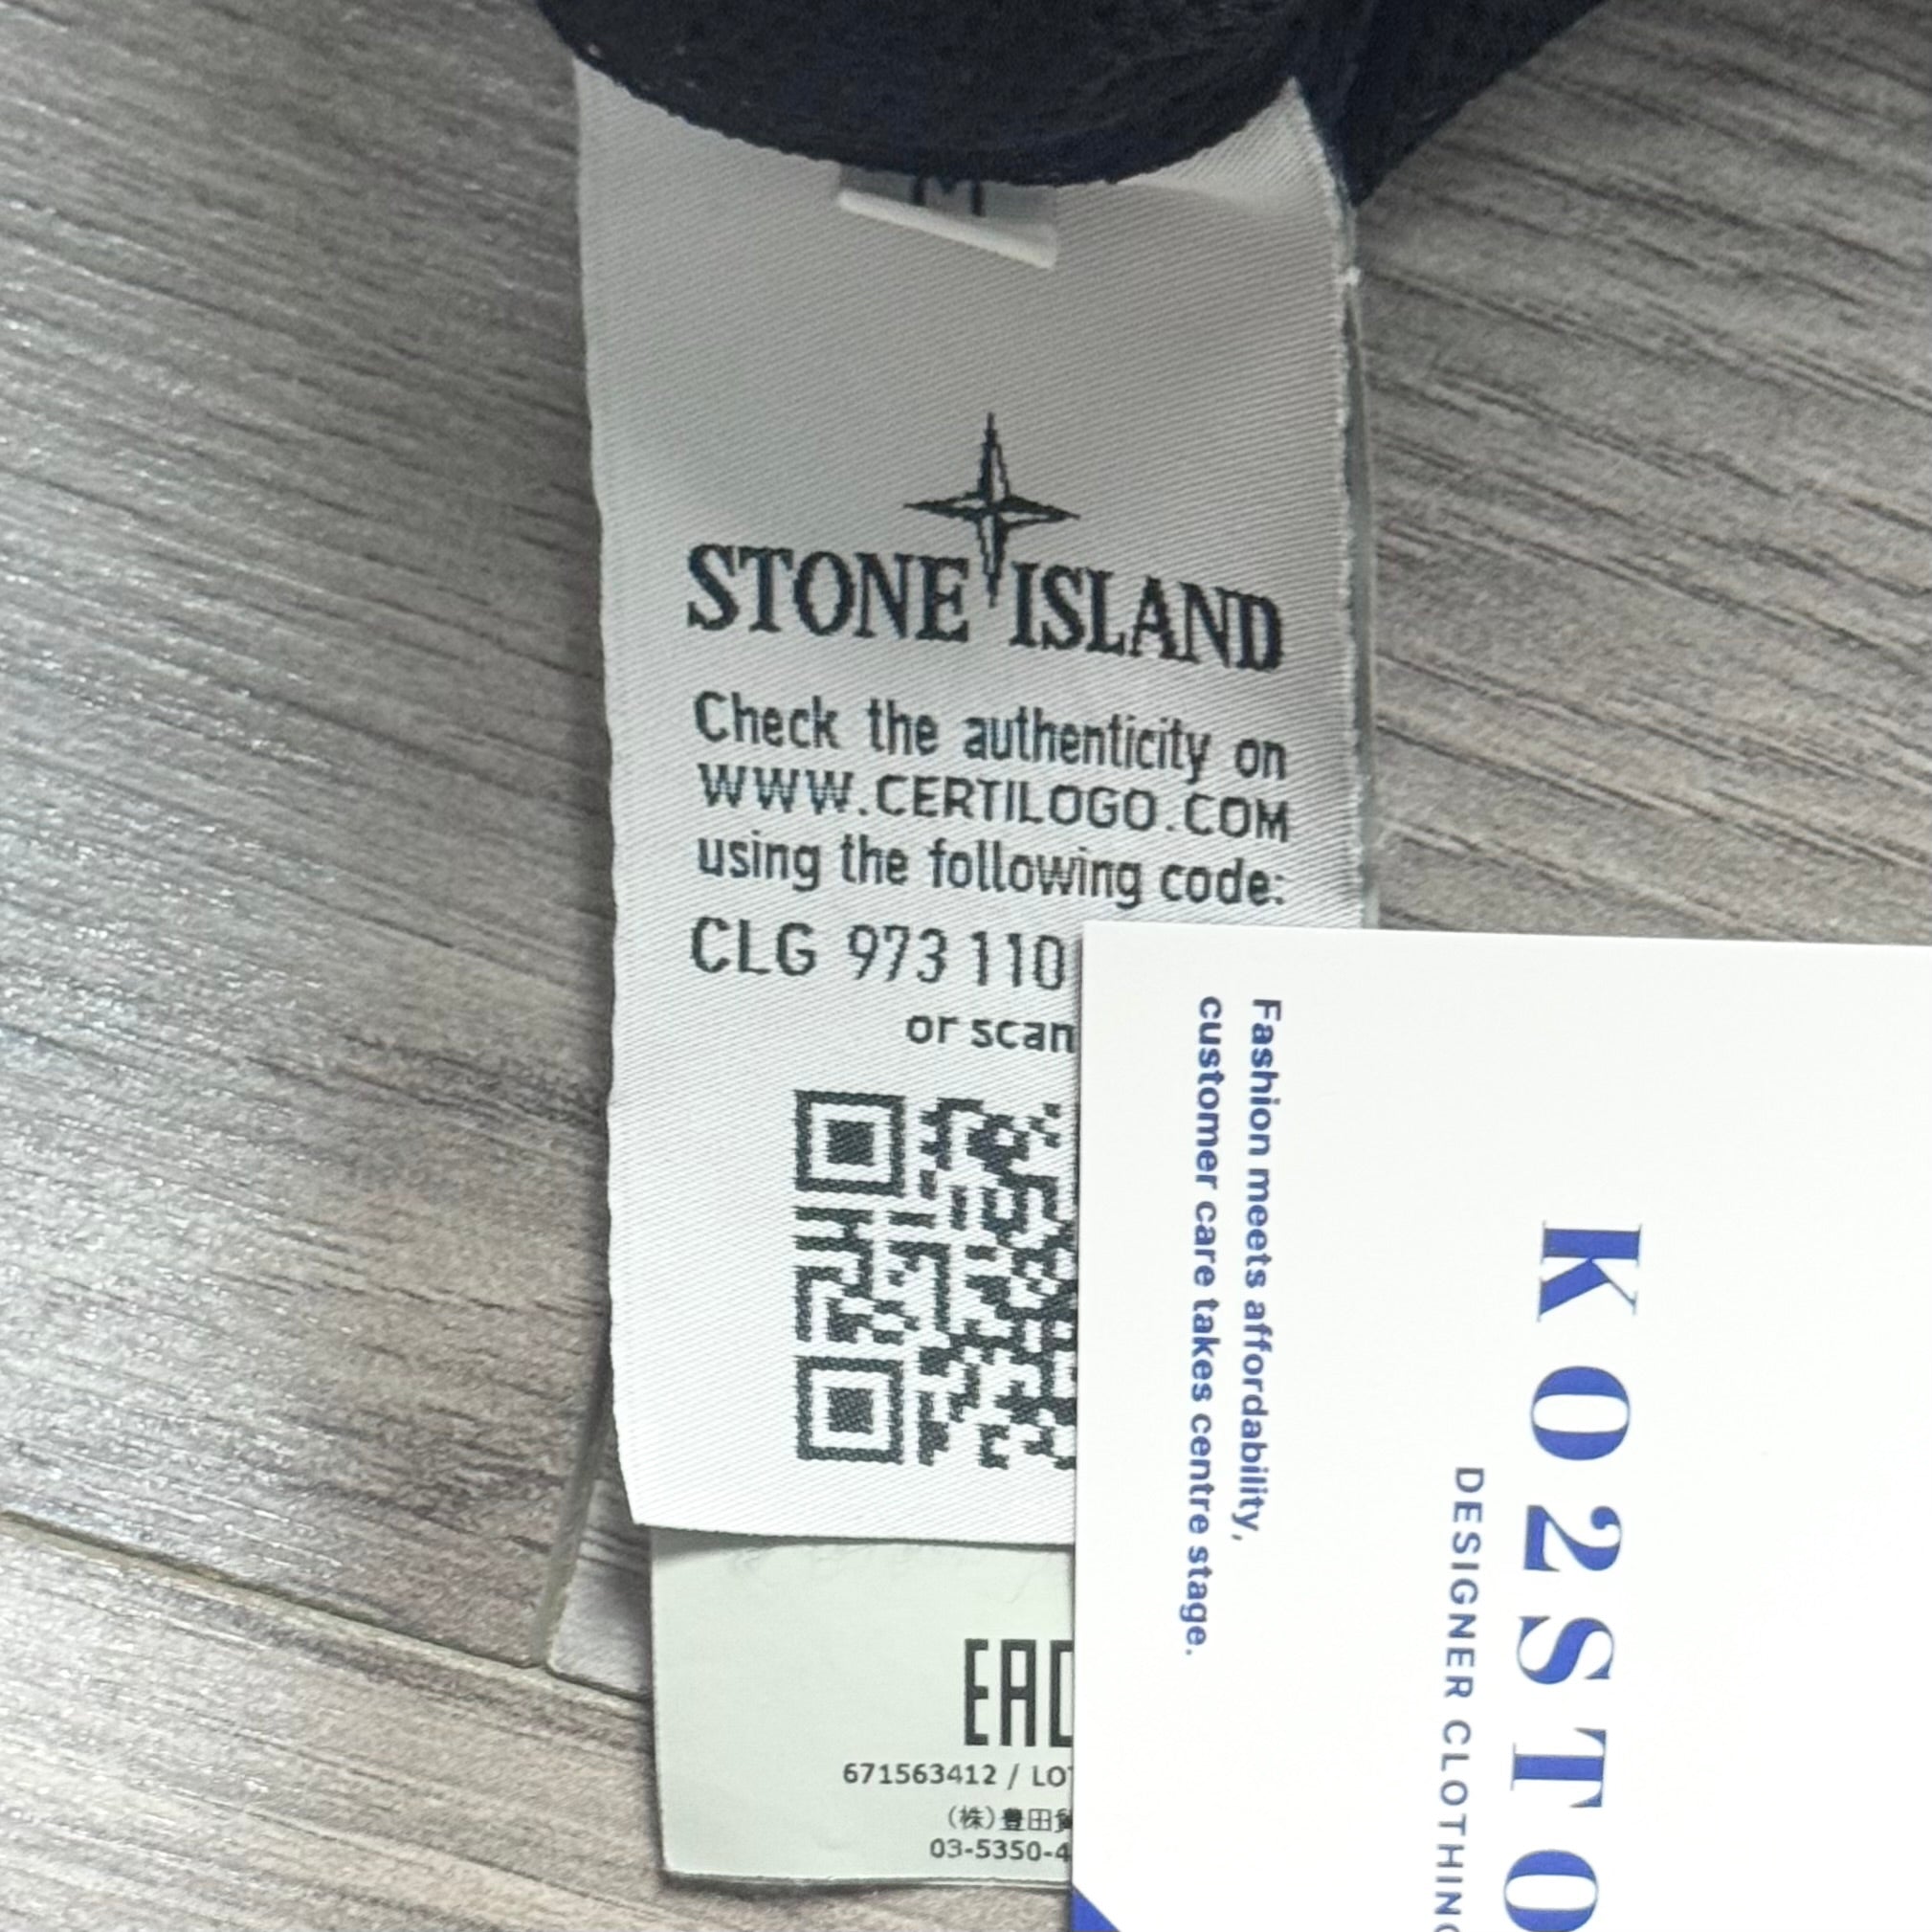 M
STONE ISLAND
Check the authenticity on
WWW.CERTILOGO.COM
using the following code:
CLG 973 110
or scan
EAC
671563412 / LO
(株)豊田
03-5350-4
Fashion meets affordability,
customer care takes centre stage.
KO2STO
DESIGNER CLOTHING